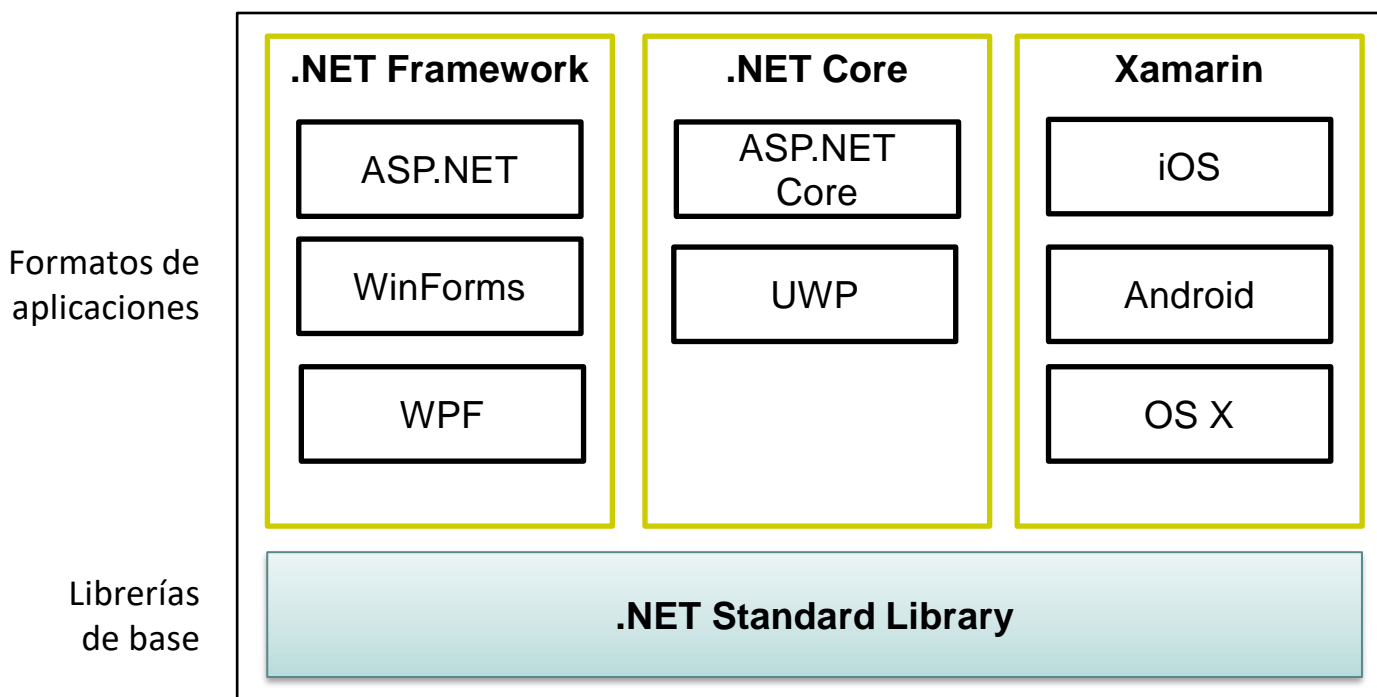 .NET Framework
ASP.NET
WinForms
WPF
.NET Core
ASP.NET
Core
UWP
Xamarin
iOS
Android
OS X
Formatos de
aplicaciones
Librerías
de base
.NET Standard Library